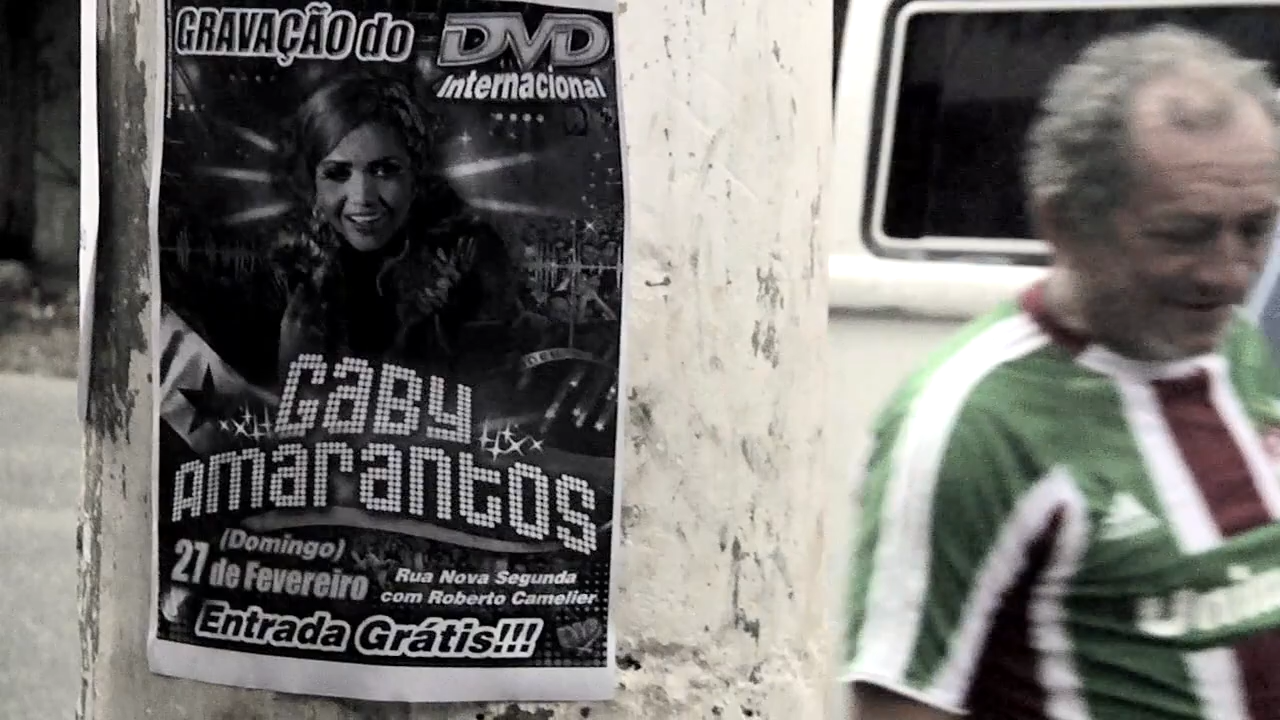 GRAVAÇÃO do DVD
Internacional
GaBy
amarantos
(Domingo)
27 de Fevereiro
Rua Nova Segunda
com Roberto Camelier
Entrada Grátis!!!